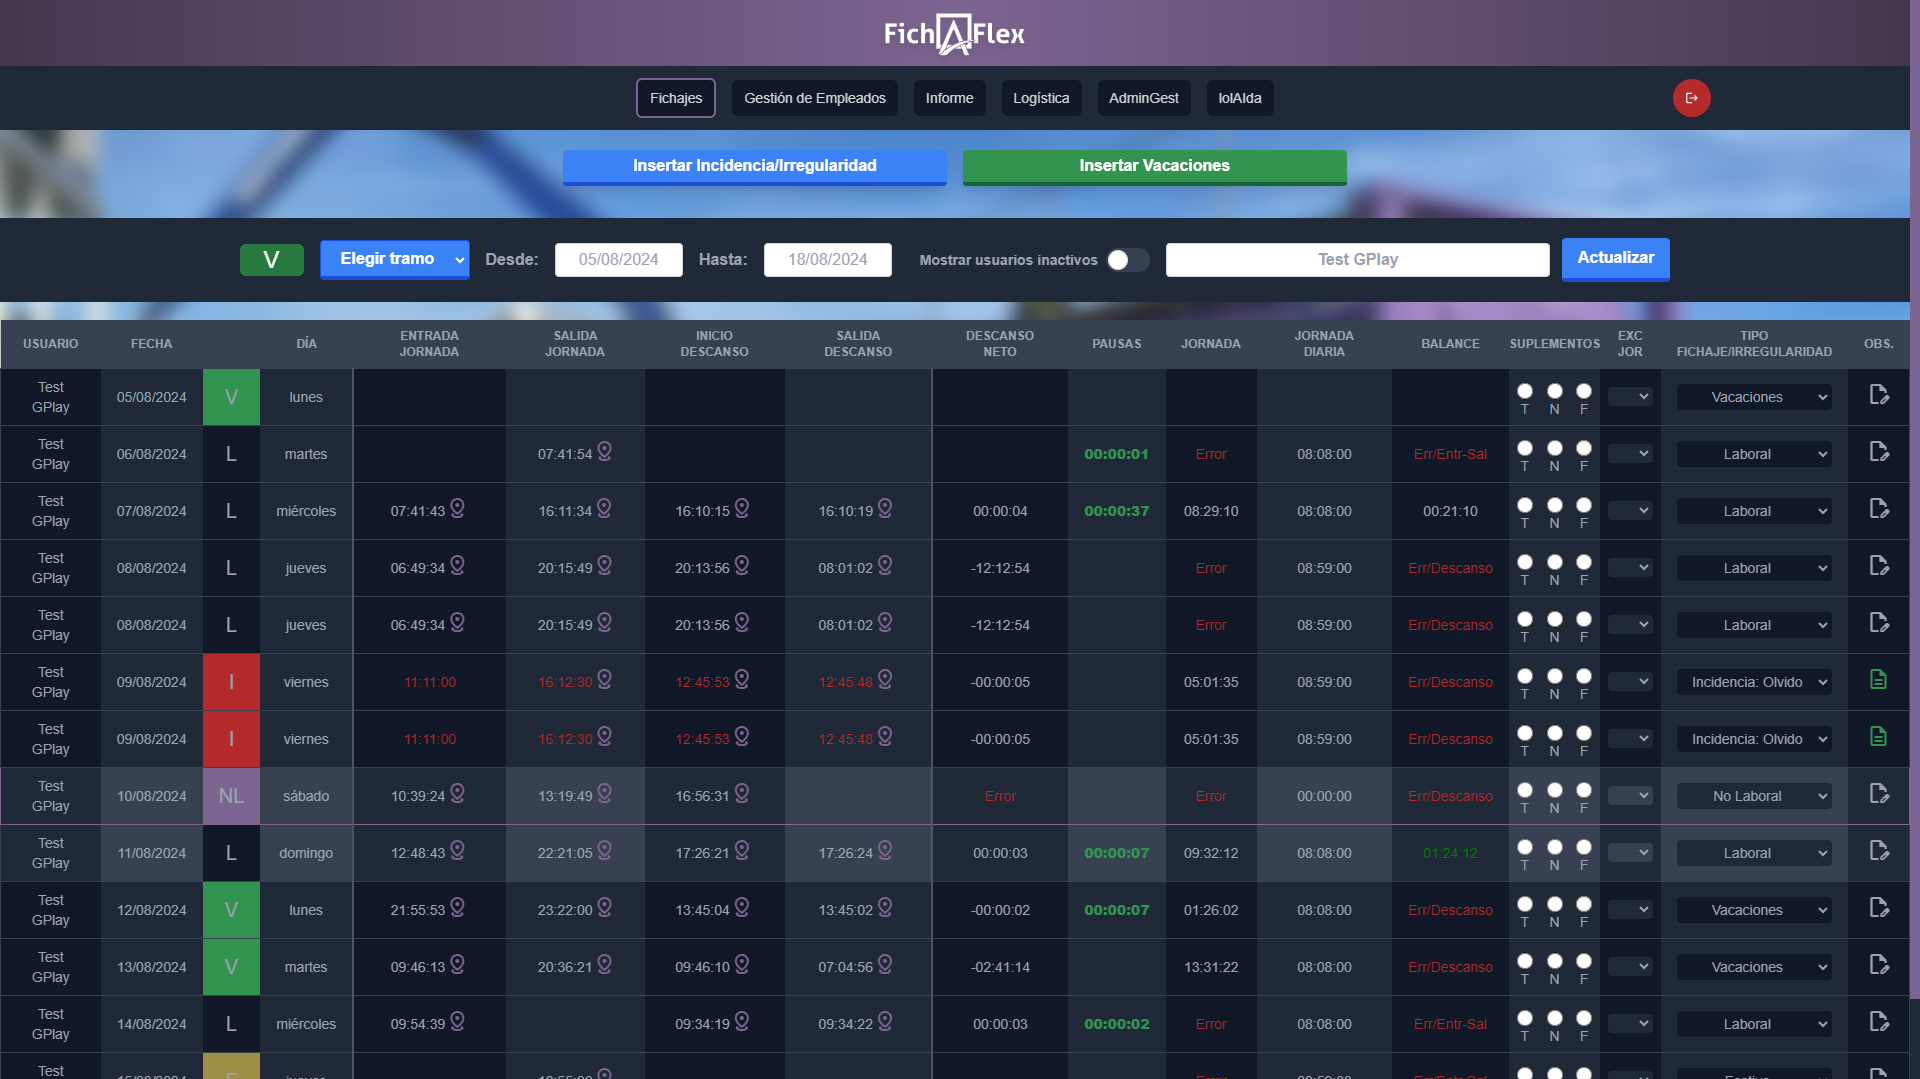 FichAFlex
Fichajes Gestión de Empleados Informe Logística AdminGest IolAlda
Insertar Incidencia/Irregularidad Insertar Vacaciones
V Elegir tramo Desde: 05/08/2024 Hasta: 18/08/2024 Mostrar usuarios inactivos Test GPlay Actualizar
USUARIO FECHA DÍA ENTRADA JORNADA SALIDA JORNADA INICIO DESCANSO SALIDA DESCANSO DESCANSO NETO PAUSAS JORNADA JORNADA DIARIA BALANCE SUPLEMENTOS EXC JOR TIPO FICHAJE/IRREGULARIDAD OBS.
Test GPlay 05/08/2024 V lunes T N F Vacaciones
Test GPlay 06/08/2024 L martes 07:41:54 00:00:01 Error 08:08:00 Err/Entr-Sal T N F Laboral
Test GPlay 07/08/2024 L miércoles 07:41:43 16:11:34 16:10:15 16:10:19 00:00:04 00:00:37 08:29:10 08:08:00 00:21:10 T N F Laboral
Test GPlay 08/08/2024 L jueves 06:49:34 20:15:49 20:13:56 08:01:02 -12:12:54 Error 08:59:00 Err/Descanso T N F Laboral
Test GPlay 08/08/2024 L jueves 06:49:34 20:15:49 20:13:56 08:01:02 -12:12:54 Error 08:59:00 Err/Descanso T N F Laboral
Test GPlay 09/08/2024 I viernes 11:11:00 16:12:30 12:45:53 12:45:48 -00:00:05 05:01:35 08:59:00 Err/Descanso T N F Incidencia: Olvido
Test GPlay 09/08/2024 I viernes 11:11:00 16:12:30 12:45:53 12:45:48 -00:00:05 05:01:35 08:59:00 Err/Descanso T N F Incidencia: Olvido
Test GPlay 10/08/2024 NL sábado 10:39:24 13:19:49 16:56:31 Error Error 00:00:00 Err/Descanso T N F No Laboral
Test GPlay 11/08/2024 L domingo 12:48:43 22:21:05 17:26:21 17:26:24 00:00:03 00:00:07 09:32:12 08:08:00 01:24:12 T N F Laboral
Test GPlay 12/08/2024 V lunes 21:55:53 23:22:00 13:45:04 13:45:02 -00:00:02 00:00:07 01:26:02 08:08:00 Err/Descanso T N F Vacaciones
Test GPlay 13/08/2024 V martes 09:46:13 20:36:21 09:46:10 07:04:56 -02:41:14 13:31:22 08:08:00 Err/Descanso T N F Vacaciones
Test GPlay 14/08/2024 L miércoles 09:54:39 09:34:19 09:34:22 00:00:03 00:00:02 Error 08:08:00 Err/Entr-Sal T N F Laboral
Test